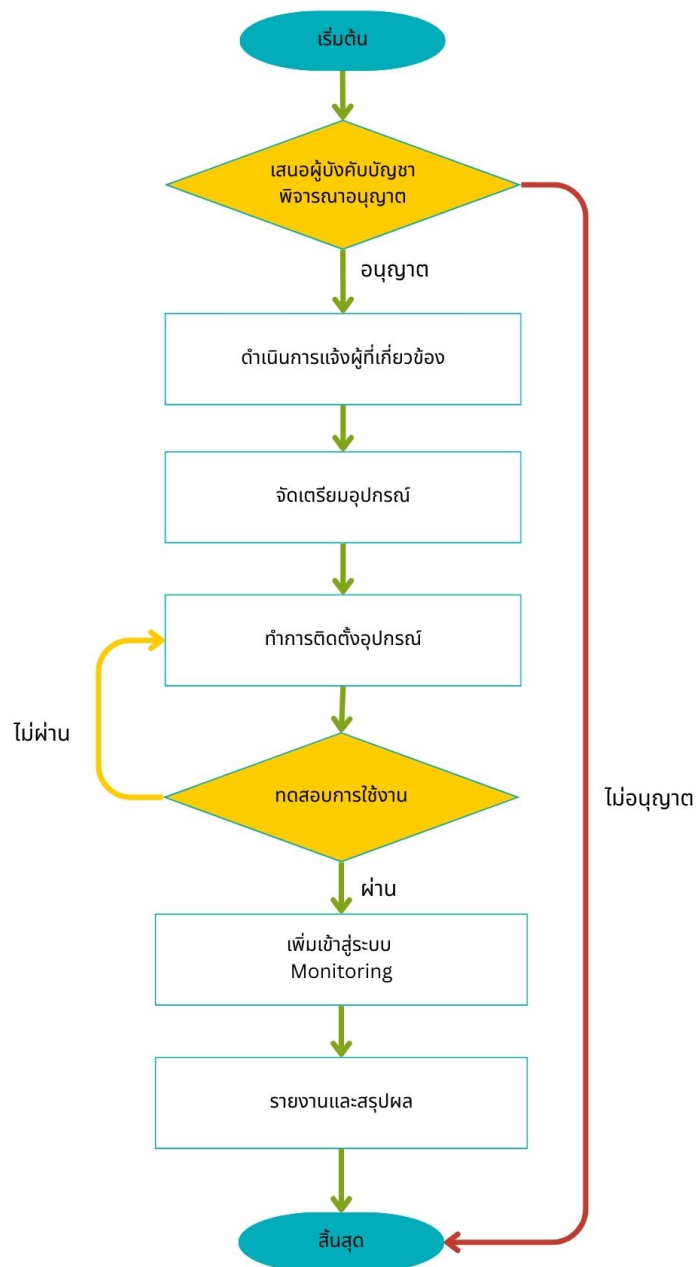 เริ่มต้น
เสนอผู้บังคับบัญชา
พิจารณาอนุญาต
อนุญาต
ดำเนินการแจ้งผู้ที่เกี่ยวข้อง
จัดเตรียมอุปกรณ์
ทำการติดตั้งอุปกรณ์
ไม่ผ่าน
ทดสอบการใช้งาน
ไม่อนุญาต
ผ่าน
เพิ่มเข้าสู่ระบบ
Monitoring
รายงานและสรุปผล
สิ้นสุด